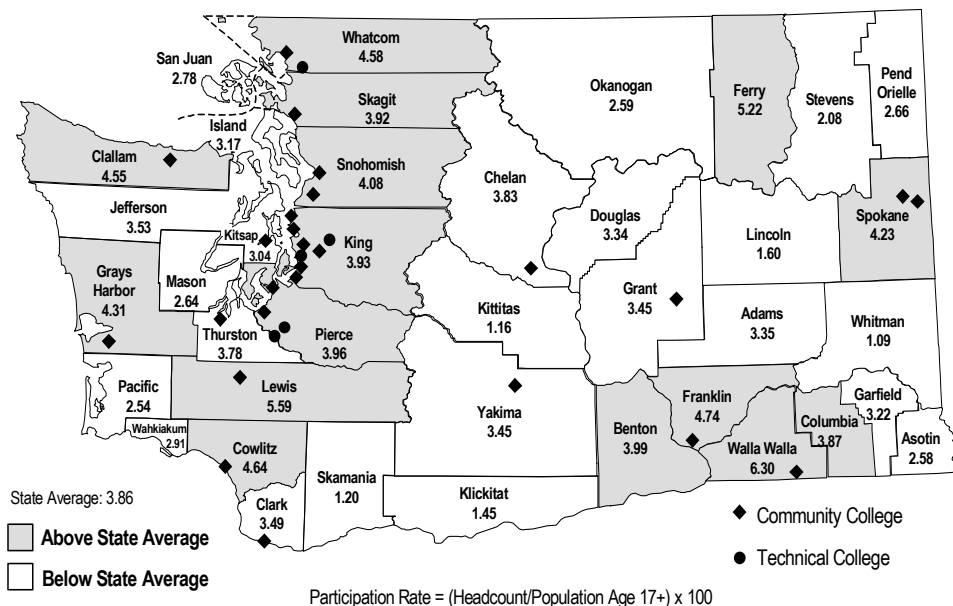 Whatcom
4.58
San Juan
2.78
Skagit
3.92
Island
3.17
Clallam
4.55
Snohomish
4.08
Jefferson
3.53
Kitsap
3.04
King
3.93
Grays
Harbor
4.31
Mason
2.64
Thurston
3.78
Pierce
3.96
Pacific
2.54
Lewis
5.59
Wahkiakum
2.91
Cowlitz
4.64
Clark
3.49
Skamania
1.20
Okanogan
2.59
Chelan
3.83
Douglas
3.34
Kittitas
1.16
Grant
3.45
Yakima
3.45
Klickitat
1.45
Benton
3.99
Ferry
5.22
Stevens
2.08
Pend
Orielle
2.66
Lincoln
1.60
Spokane
4.23
Adams
3.35
Whitman
1.09
Franklin
4.74
Walla Walla
6.30
Columbia
3.87
Garfield
3.22
Asotin
2.58
State Average: 3.86
Above State Average
Below State Average
Community College
Technical College
Participation Rate = (Headcount/Population Age 17+) x 100